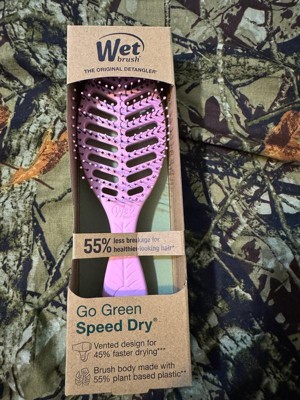 Wet
brush®
THE ORIGINAL DETANGLER®
55% less breakage for
healthier-looking hair*
Go Green
Speed Dry®
Vented design for
45% faster drying***
Brush body made with
55% plant based plastic**